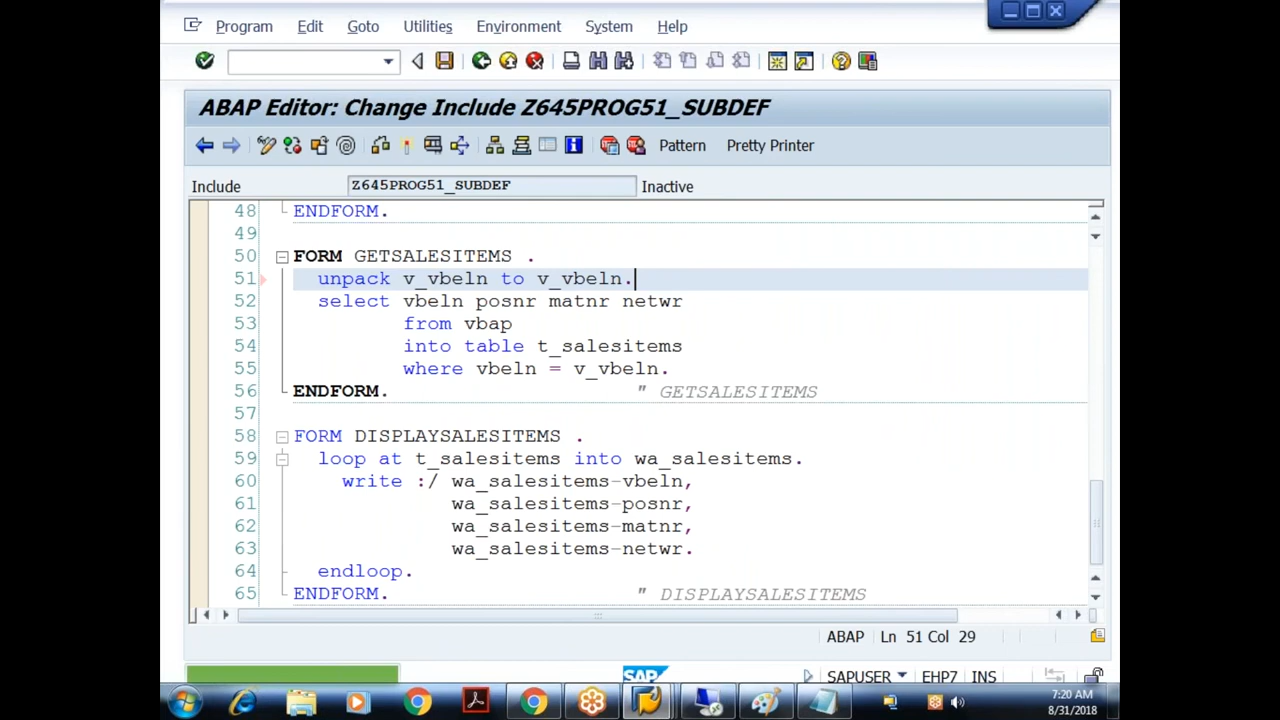 Program Edit Goto Utilities Environment System Help
ABAP Editor: Change Include Z645PROG51_SUBDEF
Pattern Pretty Printer
Include Z645PROG51_SUBDEF Inactive
48 ENDFORM.
49
50 FORM GETSALESITEMS .
51 unpack v_vbeln to v_vbeln.
52 select vbeln posnr matnr netwr
53 from vbap
54 into table t_salesitems
55 where vbeln = v_vbeln.
56 ENDFORM. " GETSALESITEMS
57
58 FORM DISPLAYSALESITEMS .
59 loop at t_salesitems into wa_salesitems.
60 write :/ wa_salesitems-vbeln,
61 wa_salesitems-posnr,
62 wa_salesitems-matnr,
63 wa_salesitems-netwr.
64 endloop.
65 ENDFORM. " DISPLAYSALESITEMS
ABAP Ln 51 Col 29
SAP SAPUSER EHP7 INS
7:20 AM
8/31/2018